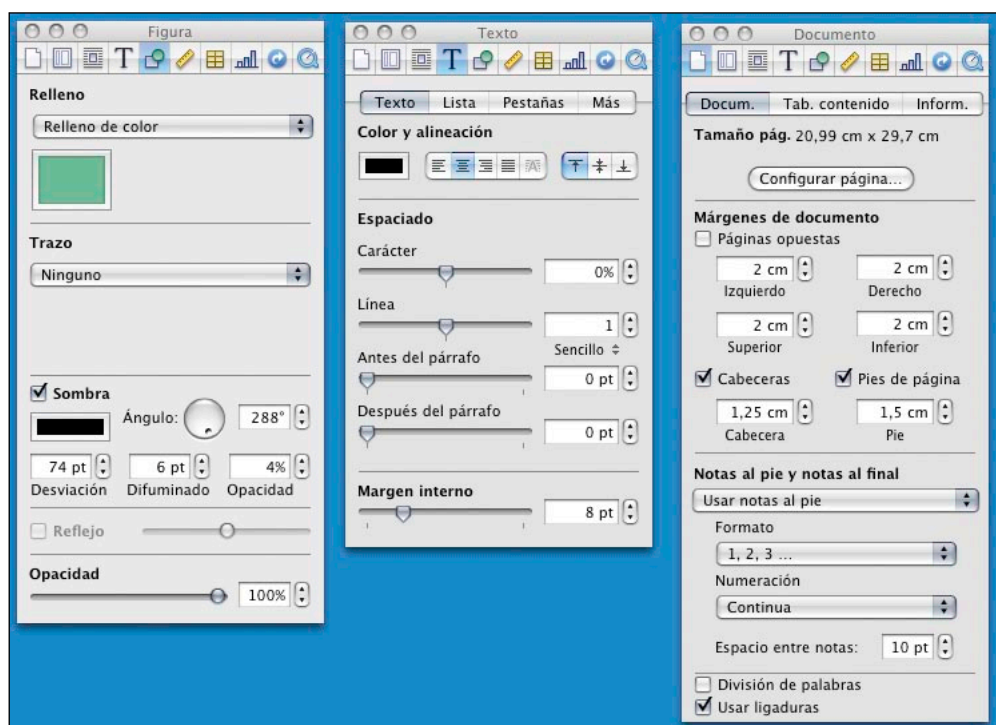 Figura
Relleno
Relleno de color
Trazo
Ninguno
Sombra
Ángulo: 288°
74 pt 6 pt 4%
Desviación Difuminado Opacidad
Reflejo
Opacidad
100%
Texto
T
Texto Lista Pestañas Más
Color y alineación
Espaciado
Carácter
0%
Línea
1
Sencillo
Antes del párrafo
0 pt
Después del párrafo
0 pt
Margen interno
8 pt
Documento
T
Docum. Tab. contenido Inform.
Tamaño pág. 20,99 cm x 29,7 cm
Configurar página...
Márgenes de documento
Páginas opuestas
2 cm 2 cm
Izquierdo Derecho
2 cm 2 cm
Superior Inferior
Cabeceras Pies de página
1,25 cm 1,5 cm
Cabecera Pie
Notas al pie y notas al final
Usar notas al pie
Formato
1, 2, 3 ...
Numeración
Continua
Espacio entre notas: 10 pt
División de palabras
Usar ligaduras